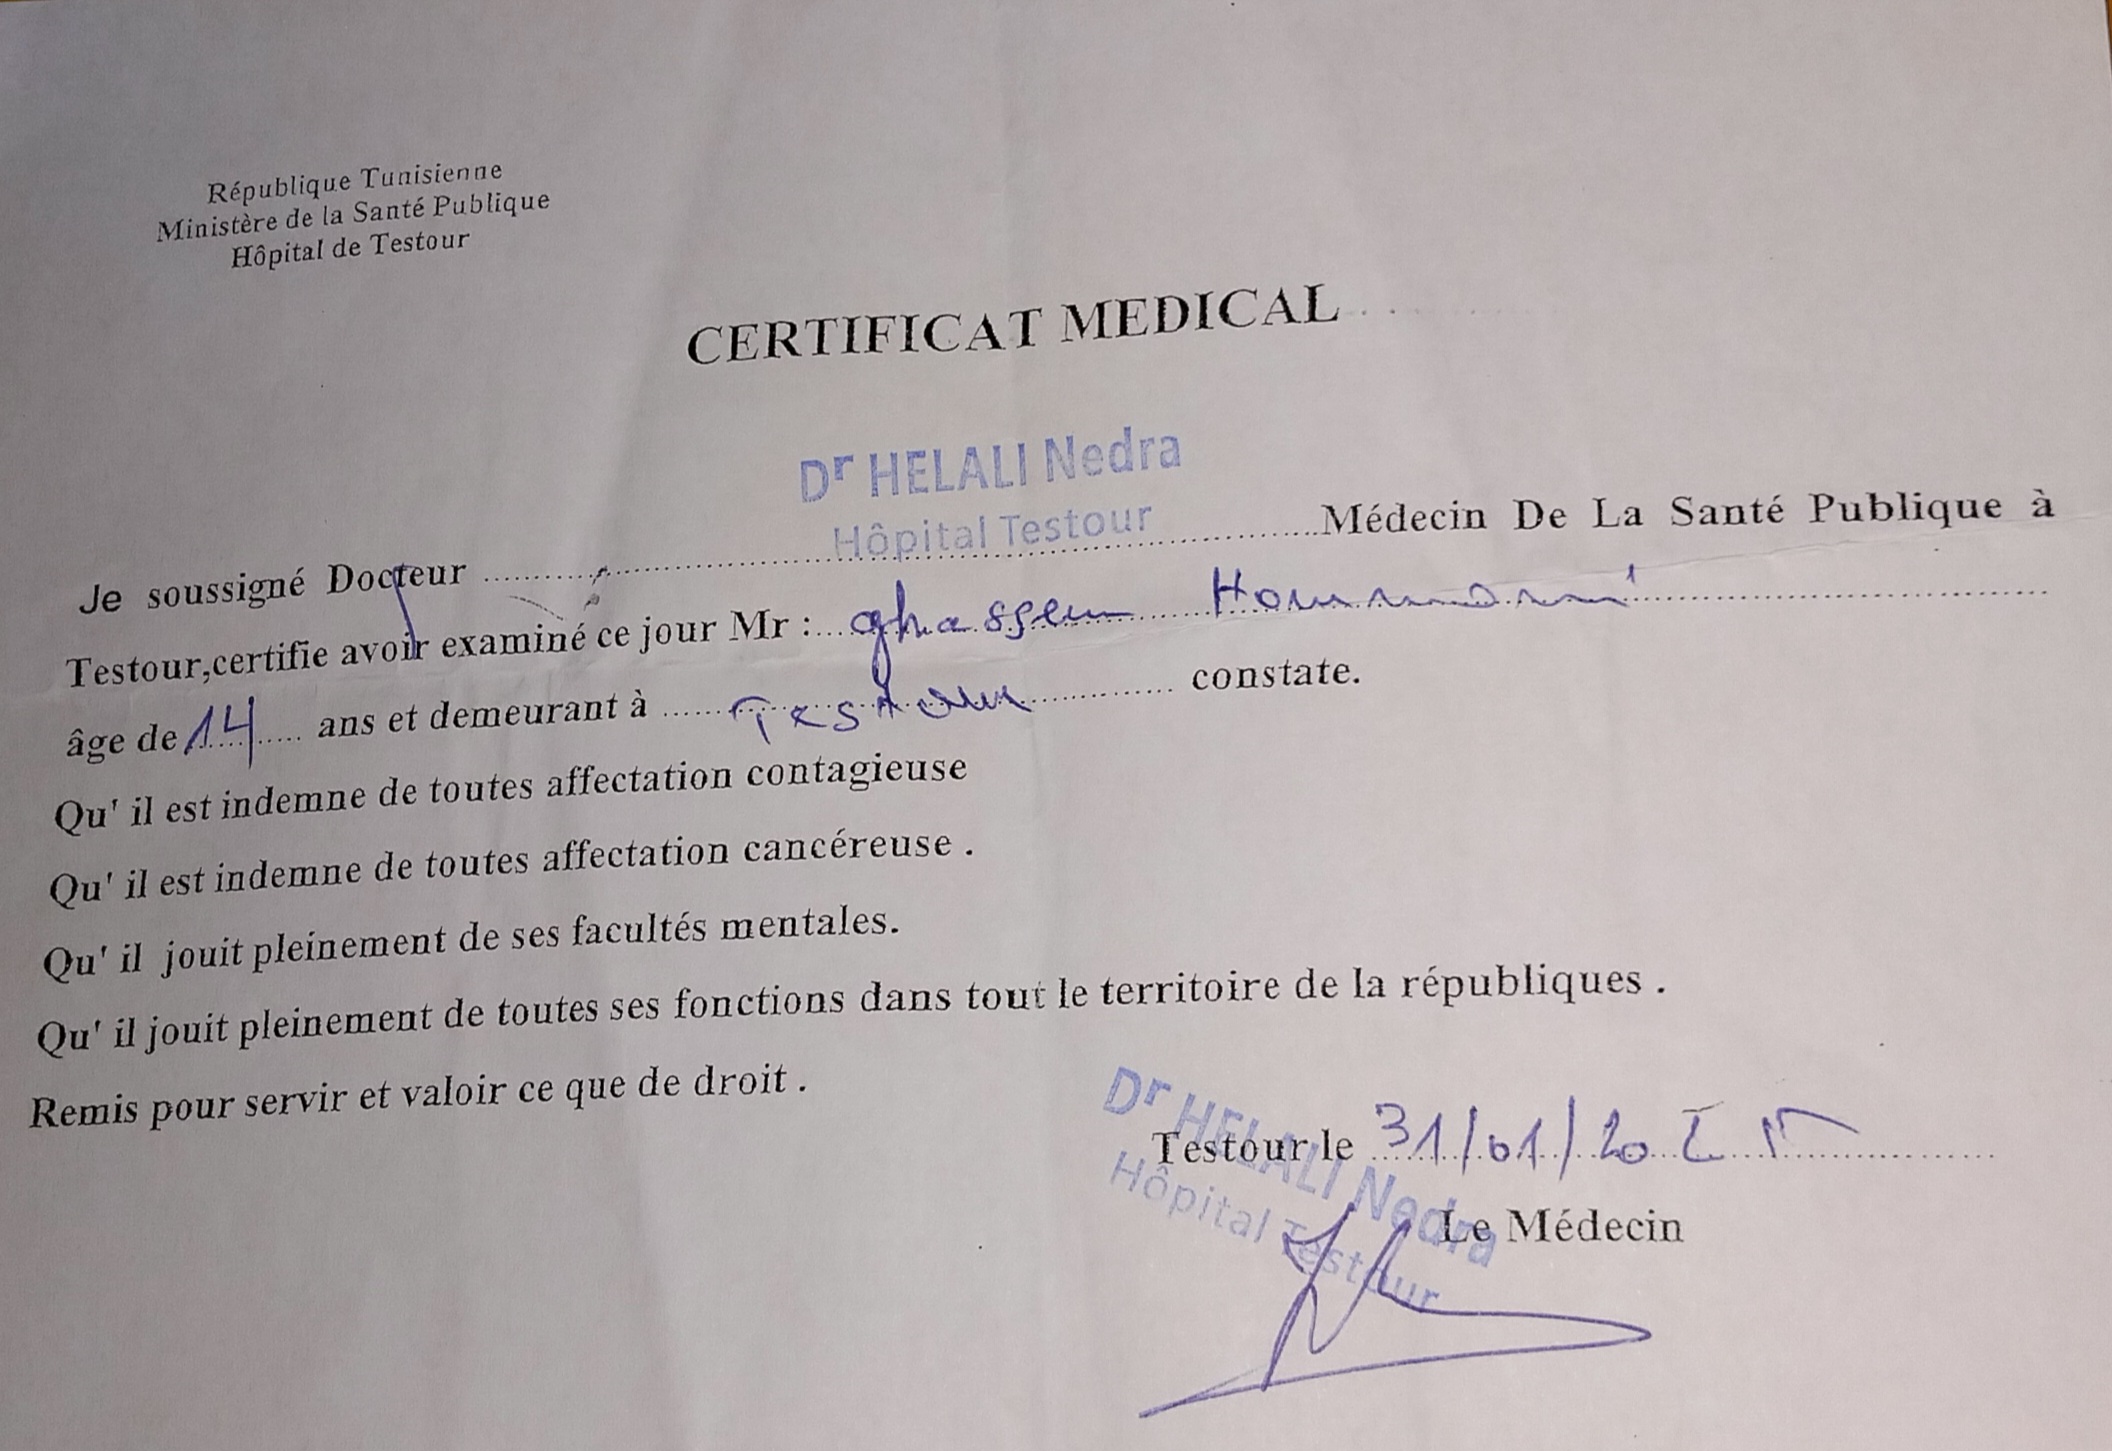 République Tunisienne
Ministère de la Santé Publique
Hôpital de Testour
CERTIFICAT MEDICAL
Dr HELALI Nedra
Hôpital Testour
Je soussigné Docteur ........................ Médecin De La Santé Publique à
Testour,certifie avoir examiné ce jour Mr :... ghassen
âge de 14 ..... ans et demeurant à ...... Testour ............ constate.
Qu' il est indemne de toutes affectation contagieuse
Qu' il est indemne de toutes affectation cancéreuse .
Qu' il jouit pleinement de ses facultés mentales.
Qu' il jouit pleinement de toutes ses fonctions dans tout le territoire de la républiques .
Remis pour servir et valoir ce que de droit .
Testour le 31/01/
Le Médecin
Dr HELALI Nedra
Hôpital Testour